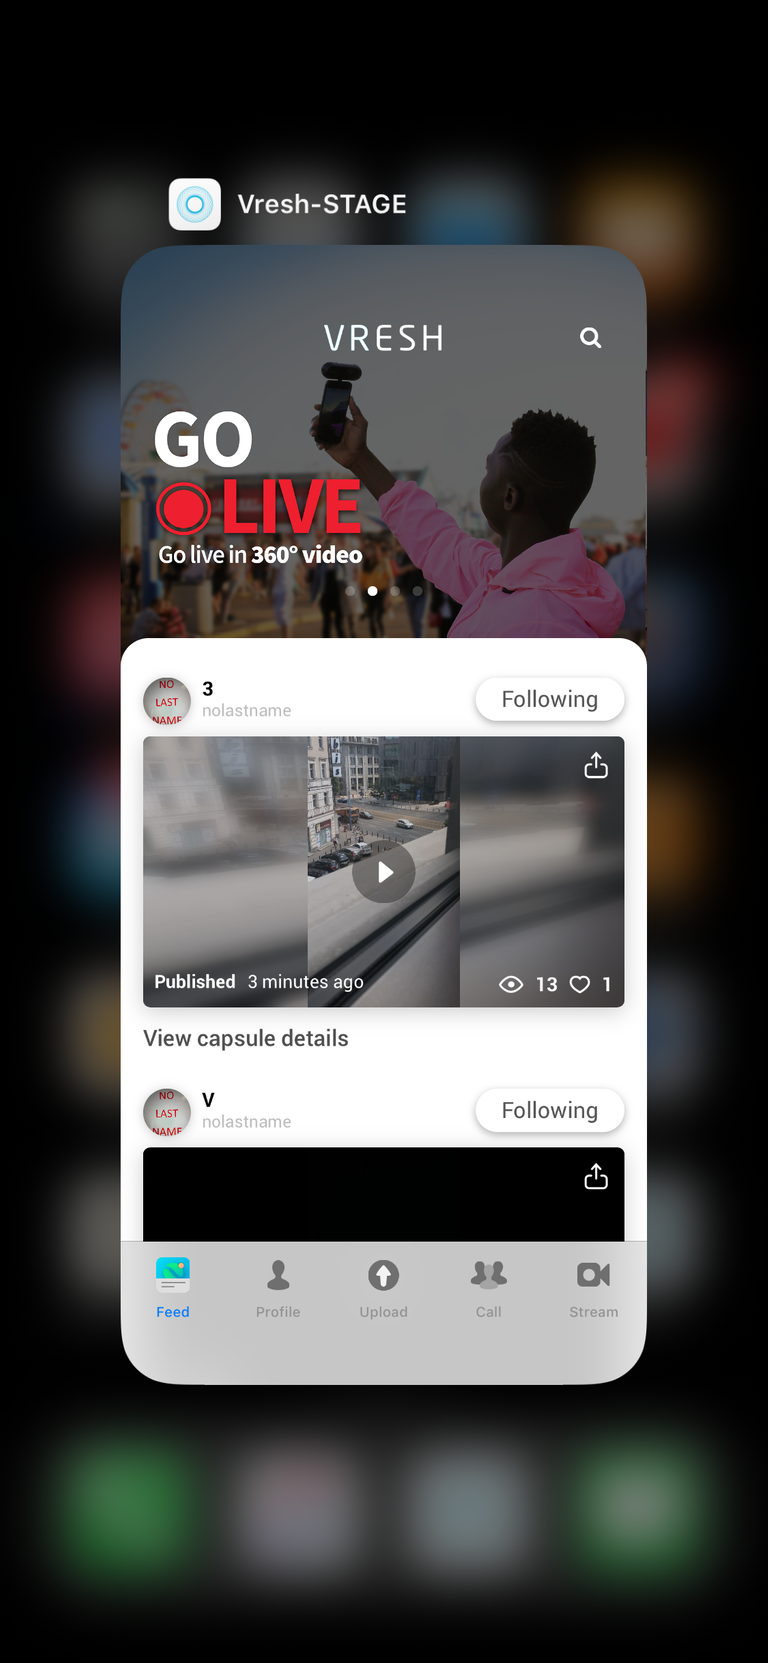 Vresh-STAGE
VRESH
GO
LIVE
Go live in 360° video
NO
LAST
NAME
3
nolastname
Following
Published 3 minutes ago
13
1
View capsule details
NO
LAST
NAME
V
nolastname
Following
Feed
Profile
Upload
Call
Stream